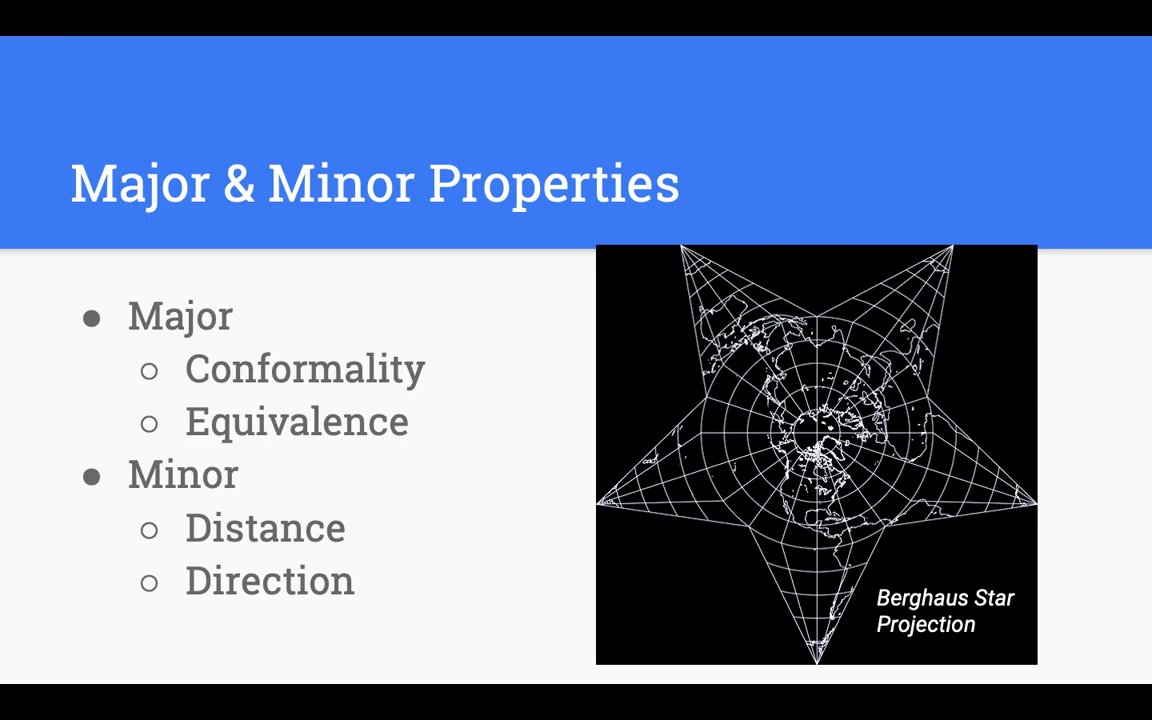 Major & Minor Properties
● Major
○ Conformality
○ Equivalence
● Minor
○ Distance
○ Direction
Berghaus Star
Projection